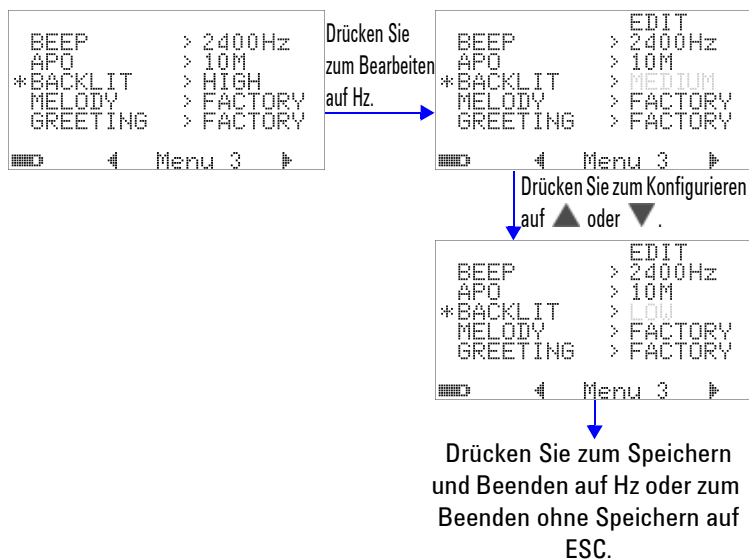 BEEP > 2400Hz
APO > 10M
*BACKLIT > HIGH
MELODY > FACTORY
GREETING > FACTORY
Menu 3
Drücken Sie
zum Bearbeiten
auf Hz.
EDIT
BEEP > 2400Hz
APO > 10M
*BACKLIT > MEDIUM
MELODY > FACTORY
GREETING > FACTORY
Menu 3
Drücken Sie zum Konfigurieren
auf ▲ oder ▼ .
EDIT
BEEP > 2400Hz
APO > 10M
*BACKLIT > LOW
MELODY > FACTORY
GREETING > FACTORY
Menu 3
Drücken Sie zum Speichern
und Beenden auf Hz oder zum
Beenden ohne Speichern auf
ESC.